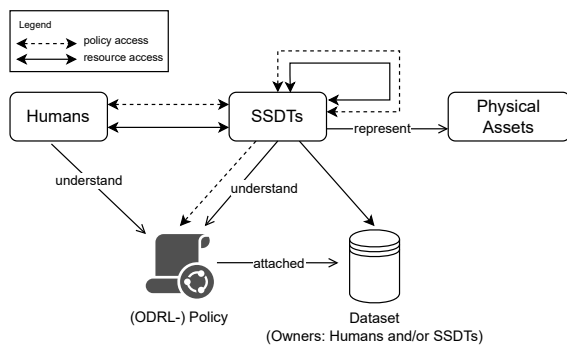 Legend
policy access
resource access
Humans
SSDTs
represent
Physical
Assets
understand
understand
attached
(ODRL-) Policy
Dataset
(Owners: Humans and/or SSDTs)